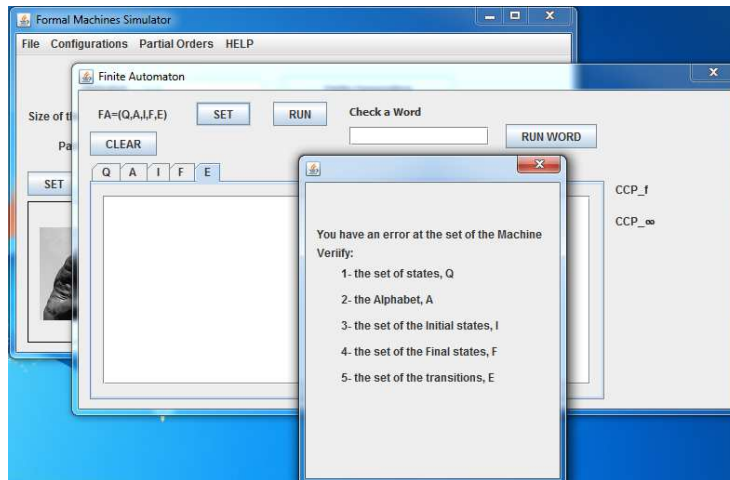 Formal Machines Simulator
File Configurations Partial Orders HELP
Finite Automaton
Size of t
FA=(Q,A,I,F,E) SET RUN Check a Word
Pa CLEAR RUN WORD
Q A I F E
SET
CCP_f
CCP_∞
You have an error at the set of the Machine
Veriify:
1- the set of states, Q
2- the Alphabet, A
3- the set of the Initial states, I
4- the set of the Final states, F
5- the set of the transitions, E